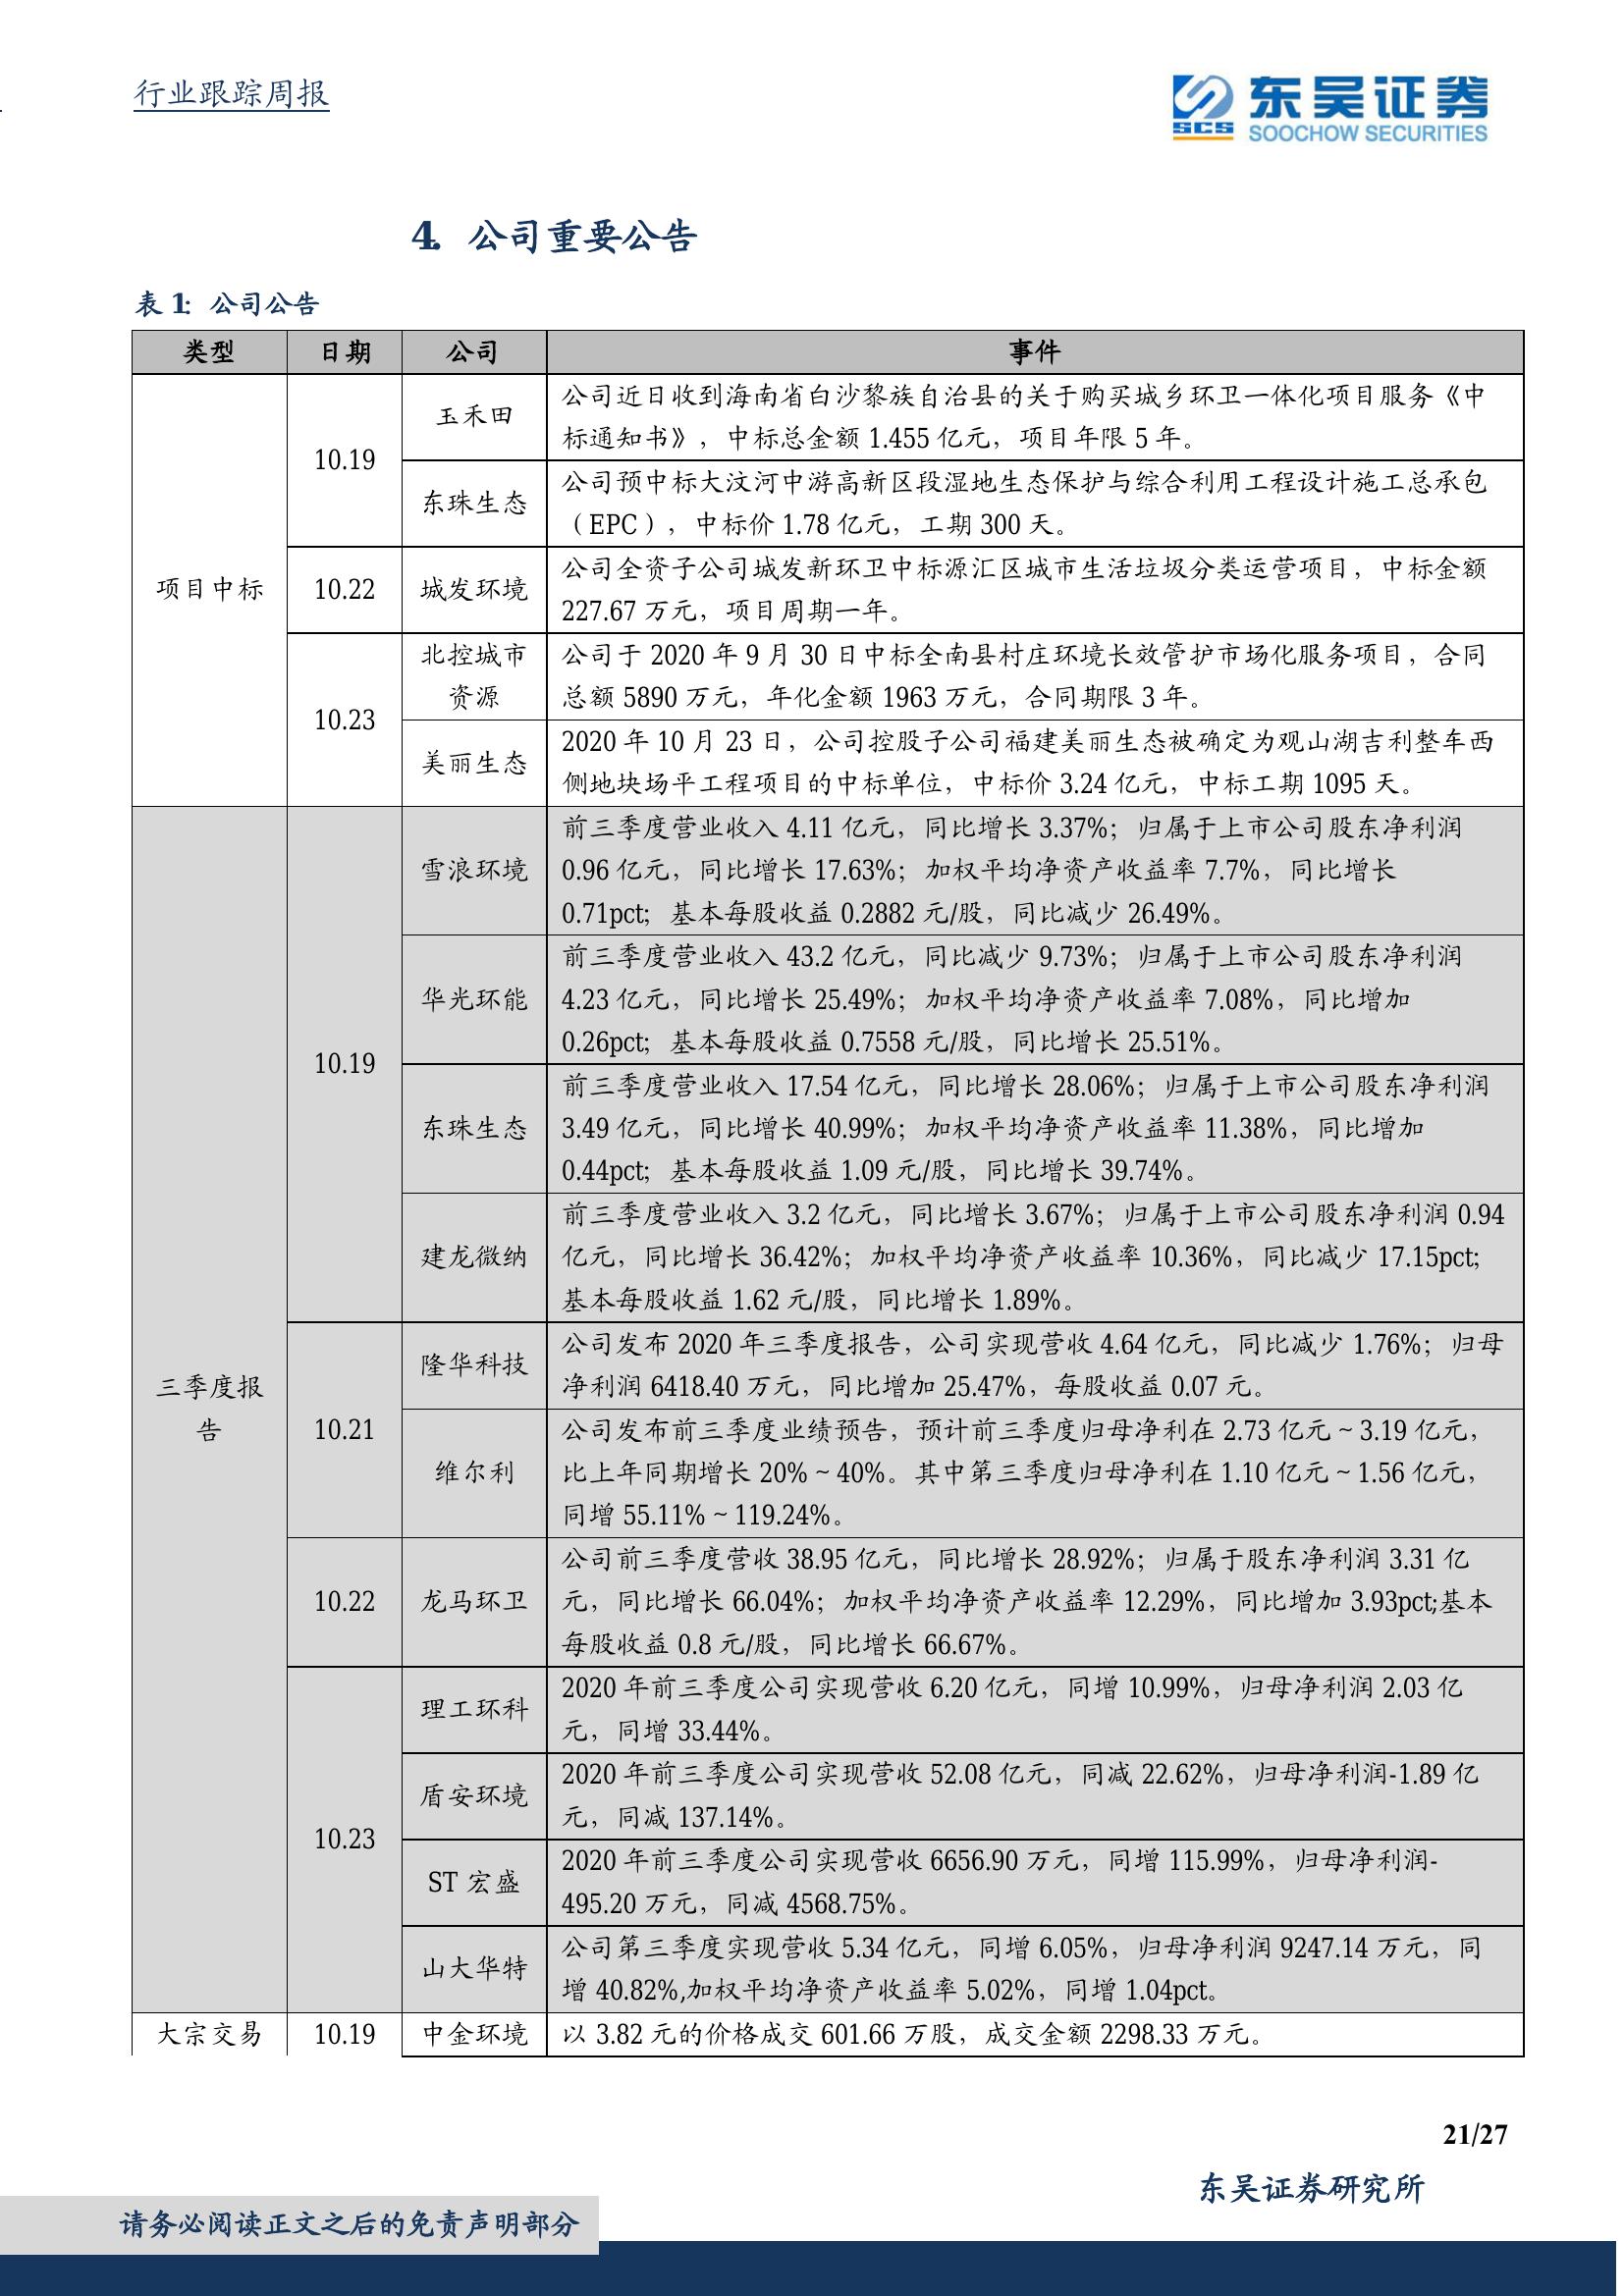 行业跟踪周报
东吴证券
SCS
SOOCHOW SECURITIES
4. 公司重要公告
表 1: 公司公告
类型 日期 公司 事件
项目中标
10.19
玉禾田
公司近日收到海南省白沙黎族自治县的关于购买城乡环卫一体化项目服务《中
标通知书》，中标总金额 1.455 亿元，项目年限 5 年。
东珠生态
公司预中标大汶河中游高新区段湿地生态保护与综合利用工程设计施工总承包
（EPC），中标价 1.78 亿元，工期 300 天。
10.22
城发环境
公司全资子公司城发新环卫中标源汇区城市生活垃圾分类运营项目，中标金额
227.67 万元，项目周期一年。
10.23
北控城市
资源
公司于 2020 年 9 月 30 日中标全南县村庄环境长效管护市场化服务项目，合同
总额 5890 万元，年化金额 1963 万元，合同期限 3 年。
美丽生态
2020 年 10 月 23 日，公司控股子公司福建美丽生态被确定为观山湖吉利整车西
侧地块场平工程项目的中标单位，中标价 3.24 亿元，中标工期 1095 天。
三季度报
告
10.19
雪浪环境
前三季度营业收入 4.11 亿元，同比增长 3.37%；归属于上市公司股东净利润
0.96 亿元，同比增长 17.63%；加权平均净资产收益率 7.7%，同比增长
0.71pct；基本每股收益 0.2882 元/股，同比减少 26.49%。
华光环能
前三季度营业收入 43.2 亿元，同比减少 9.73%；归属于上市公司股东净利润
4.23 亿元，同比增长 25.49%；加权平均净资产收益率 7.08%，同比增加
0.26pct；基本每股收益 0.7558 元/股，同比增长 25.51%。
东珠生态
前三季度营业收入 17.54 亿元，同比增长 28.06%；归属于上市公司股东净利润
3.49 亿元，同比增长 40.99%；加权平均净资产收益率 11.38%，同比增加
0.44pct；基本每股收益 1.09 元/股，同比增长 39.74%。
建龙微纳
前三季度营业收入 3.2 亿元，同比增长 3.67%；归属于上市公司股东净利润 0.94
亿元，同比增长 36.42%；加权平均净资产收益率 10.36%，同比减少 17.15pct;
基本每股收益 1.62 元/股，同比增长 1.89%。
10.21
隆华科技
公司发布 2020 年三季度报告，公司实现营收 4.64 亿元，同比减少 1.76%；归母
净利润 6418.40 万元，同比增加 25.47%，每股收益 0.07 元。
维尔利
公司发布前三季度业绩预告，预计前三季度归母净利在 2.73 亿元~3.19 亿元，
比上年同期增长 20%~40%。其中第三季度归母净利在 1.10 亿元~1.56 亿元，
同增 55.11%~119.24%。
10.22
龙马环卫
公司前三季度营收 38.95 亿元，同比增长 28.92%；归属于股东净利润 3.31 亿
元，同比增长 66.04%；加权平均净资产收益率 12.29%，同比增加 3.93pct;基本
每股收益 0.8 元/股，同比增长 66.67%。
10.23
理工环科
2020 年前三季度公司实现营收 6.20 亿元，同增 10.99%，归母净利润 2.03 亿
元，同增 33.44%。
盾安环境
2020 年前三季度公司实现营收 52.08 亿元，同减 22.62%，归母净利润-1.89 亿
元，同减 137.14%。
ST 宏盛
2020 年前三季度公司实现营收 6656.90 万元，同增 115.99%，归母净利润-
495.20 万元，同减 4568.75%。
山大华特
公司第三季度实现营收 5.34 亿元，同增 6.05%，归母净利润 9247.14 万元，同
增 40.82%,加权平均净资产收益率 5.02%，同增 1.04pct。
大宗交易 10.19 中金环境 以 3.82 元的价格成交 601.66 万股，成交金额 2298.33 万元。
21/27
东吴证券研究所
请务必阅读正文之后的免责声明部分